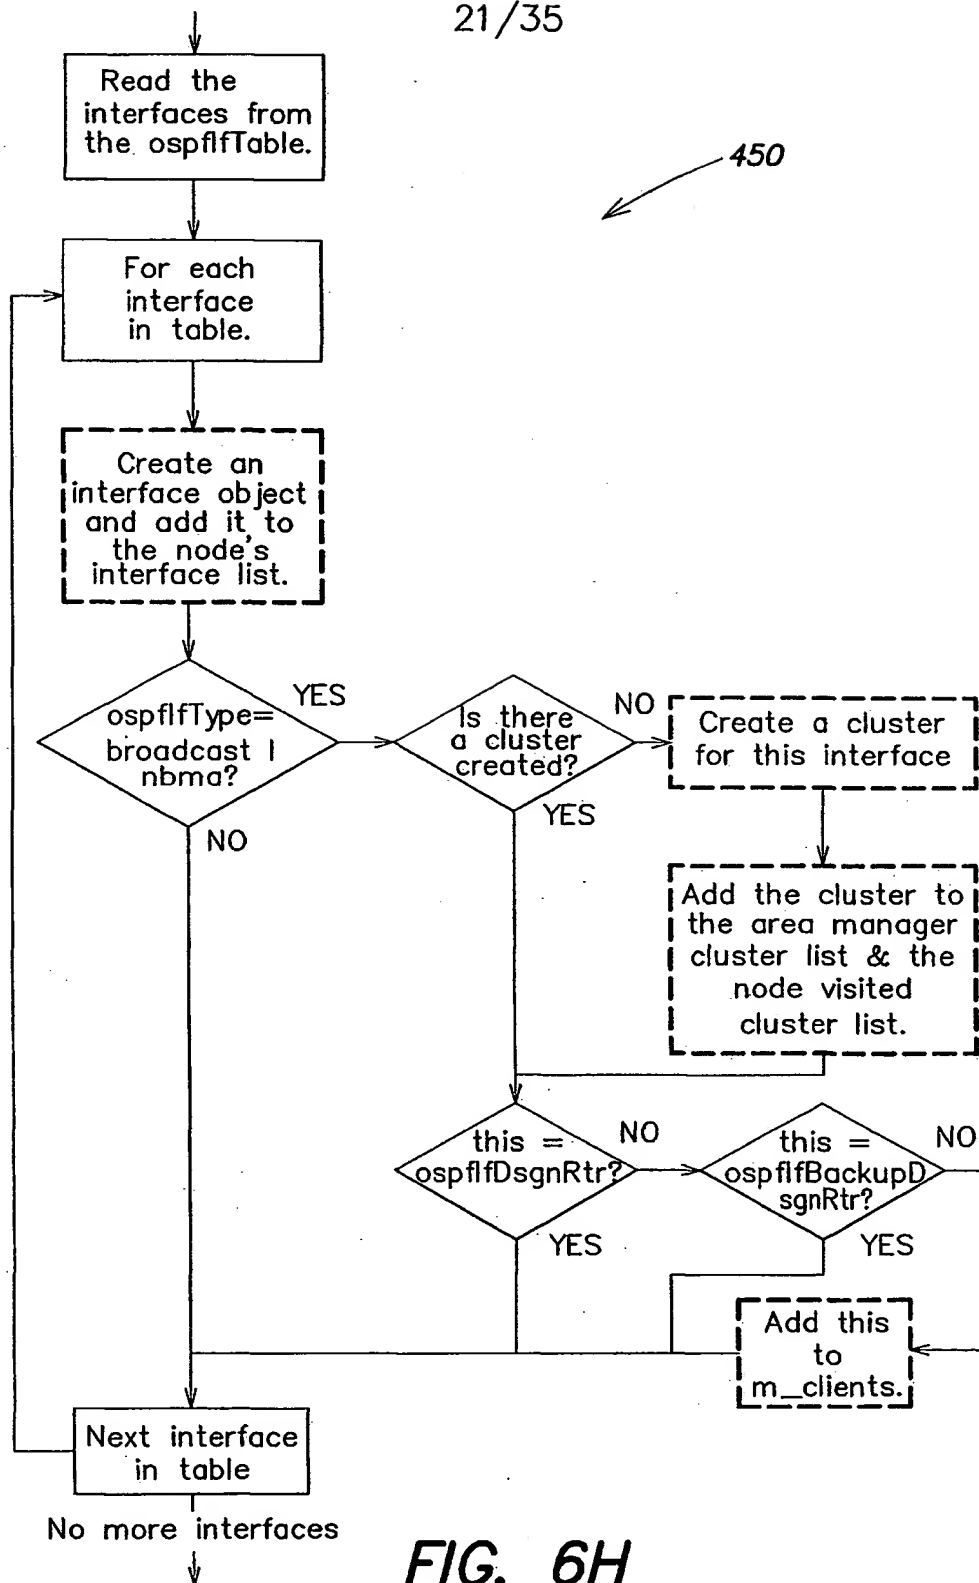 21/35
Read the
interfaces from
the ospfIfTable.
450
For each
interface
in table.
Create an
interface object
and add it to
the node's
interface list.
ospfIfType=
broadcast |
nbma?
YES
NO
Is there
a cluster
created?
NO
YES
Create a cluster
for this interface
Add the cluster to
the area manager
cluster list & the
node visited
cluster list.
this =
ospfIfDsgnRtr?
NO
YES
this =
ospfIfBackupD
sgnRtr?
NO
YES
Add this
to
m_clients.
Next interface
in table
No more interfaces
FIG. 6H